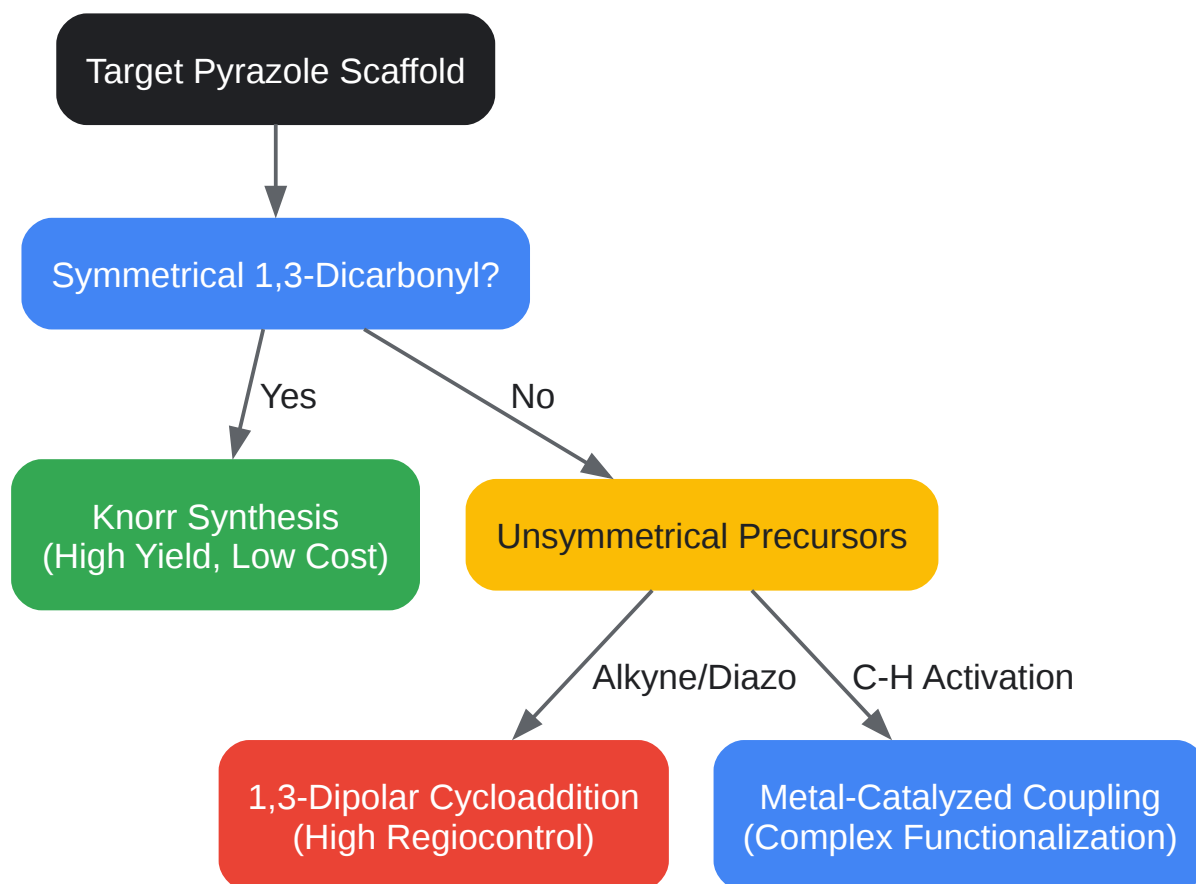 Target Pyrazole Scaffold
Symmetrical 1,3-Dicarbonyl?
Yes
No
Knorr Synthesis
(High Yield, Low Cost)
Unsymmetrical Precursors
Alkyne/Diazo
C-H Activation
1,3-Dipolar Cycloaddition
(High Regiocontrol)
Metal-Catalyzed Coupling
(Complex Functionalization)